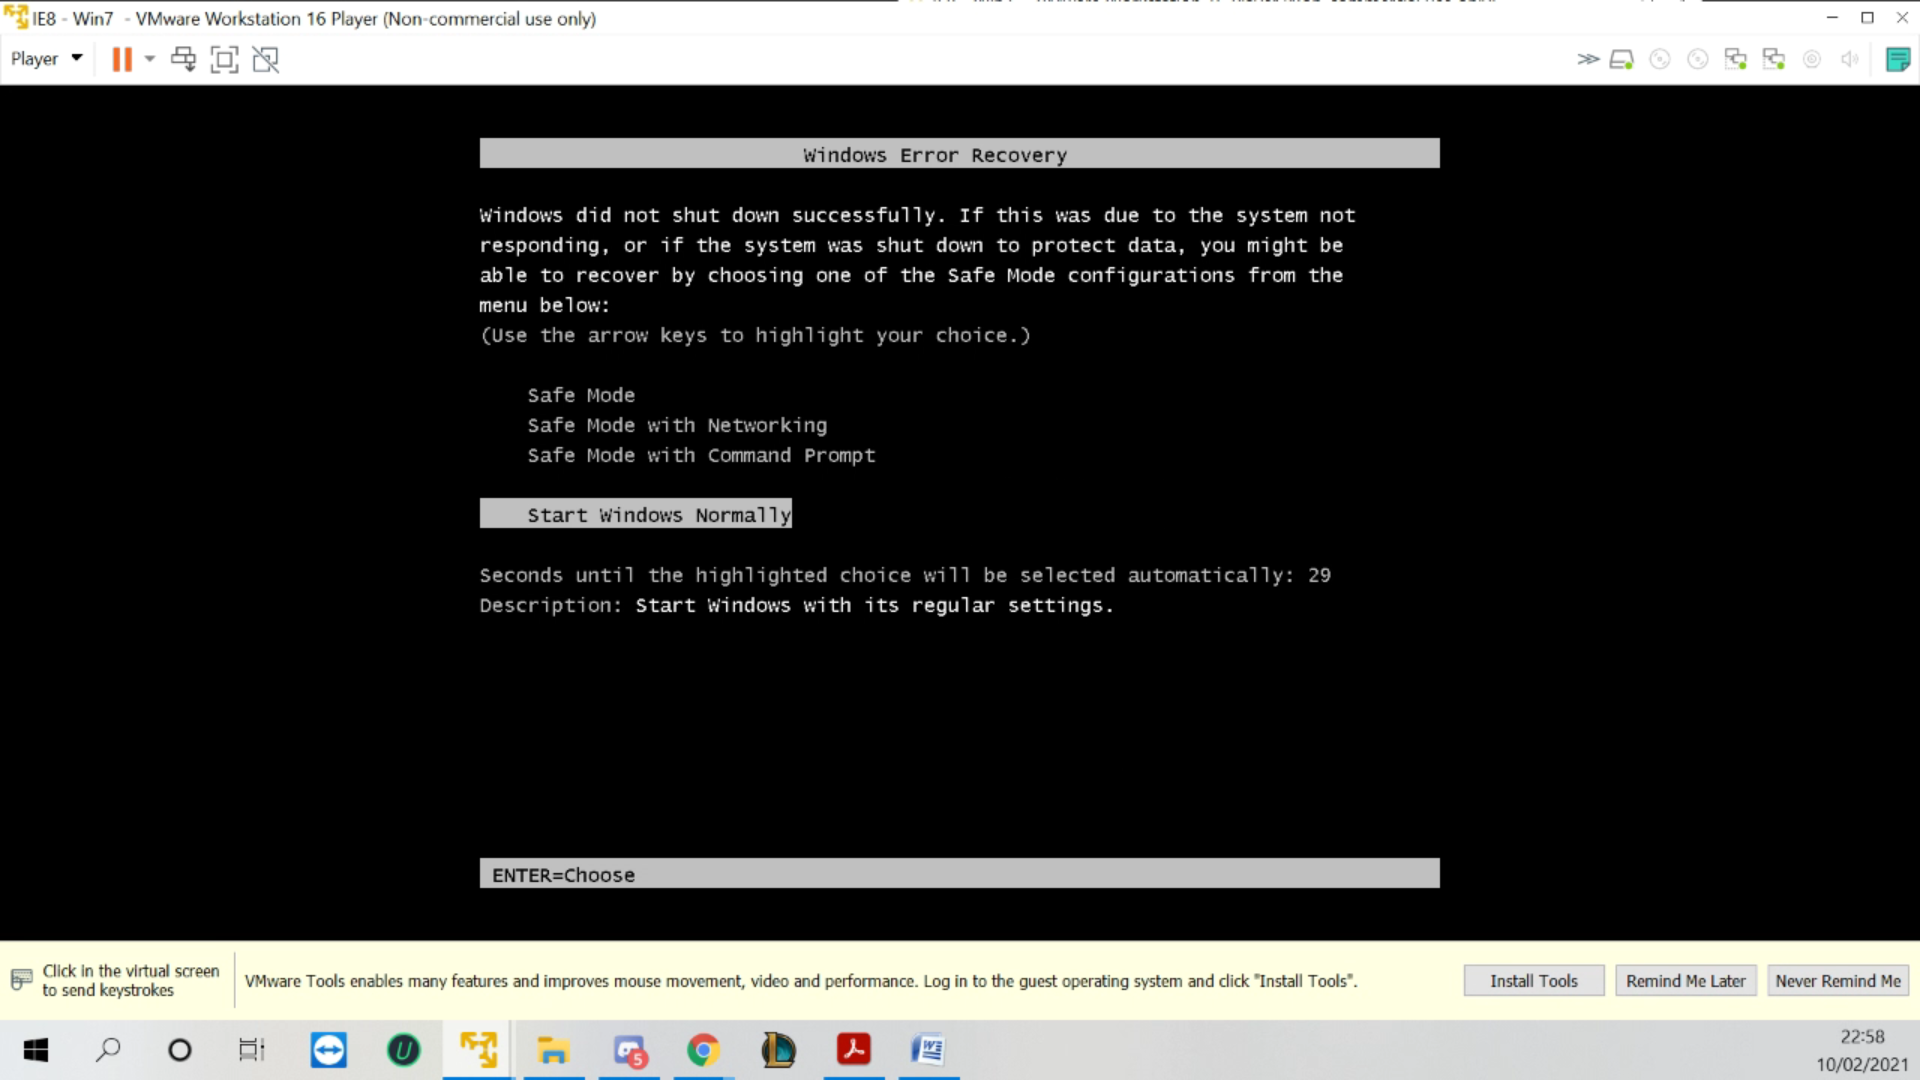 IE8 - Win7 - VMware Workstation 16 Player (Non-commercial use only)
Player
Windows Error Recovery
Windows did not shut down successfully. If this was due to the system not
responding, or if the system was shut down to protect data, you might be
able to recover by choosing one of the Safe Mode configurations from the
menu below:
(Use the arrow keys to highlight your choice.)
Safe Mode
Safe Mode with Networking
Safe Mode with Command Prompt
Start Windows Normally
Seconds until the highlighted choice will be selected automatically: 29
Description: Start Windows with its regular settings.
ENTER=Choose
Click in the virtual screen
to send keystrokes
VMware Tools enables many features and improves mouse movement, video and performance. Log in to the guest operating system and click "Install Tools".
Install Tools
Remind Me Later
Never Remind Me
U
5
W
22:58
10/02/2021